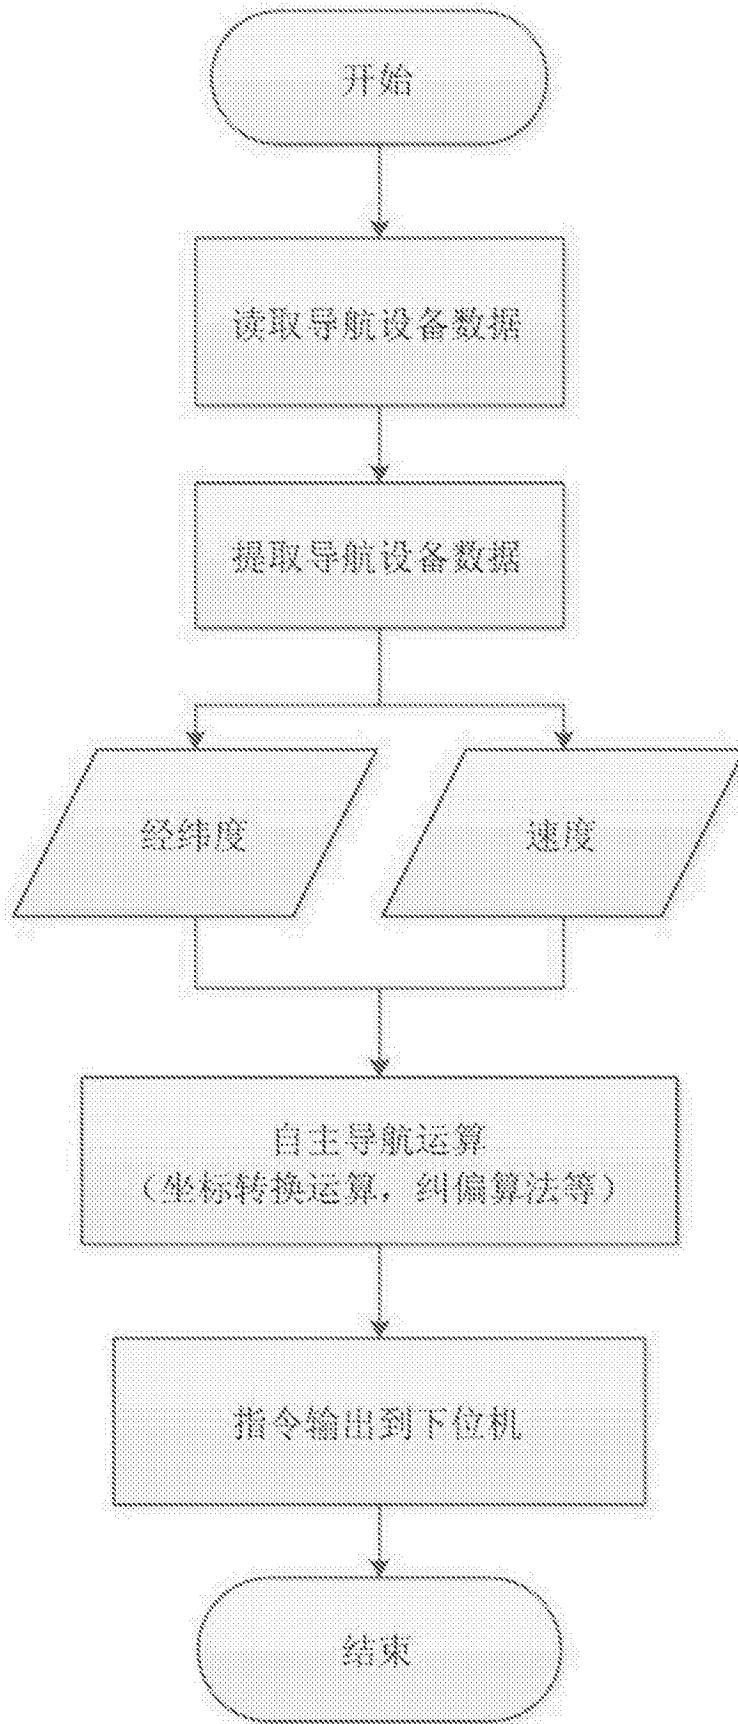 开始
读取导航设备数据
提取导航设备数据
经纬度
速度
自主导航运算
（坐标转换运算，纠偏算法等）
指令输出到下位机
结束